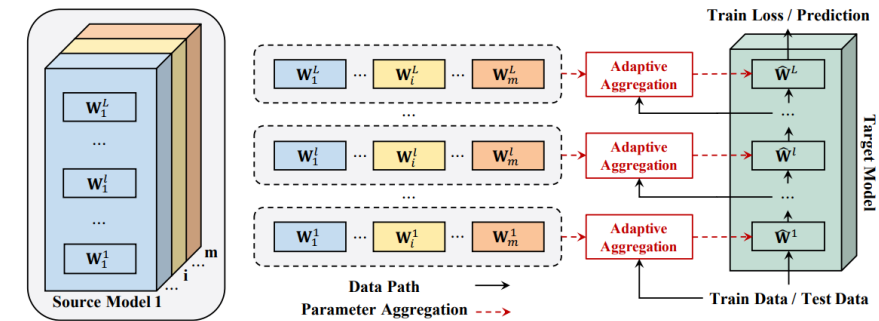 Train Loss / Prediction
W_1^L
...
W_1^l
...
W_1^1
Source Model 1
... i ... m
W_1^L ... W_i^L ... W_m^L
Adaptive
Aggregation
Ŵ^L
...
...
W_1^l ... W_i^l ... W_m^l
Adaptive
Aggregation
Ŵ^l
...
...
W_1^1 ... W_i^1 ... W_m^1
Adaptive
Aggregation
Ŵ^1
Target Model
Data Path
Parameter Aggregation
Train Data / Test Data